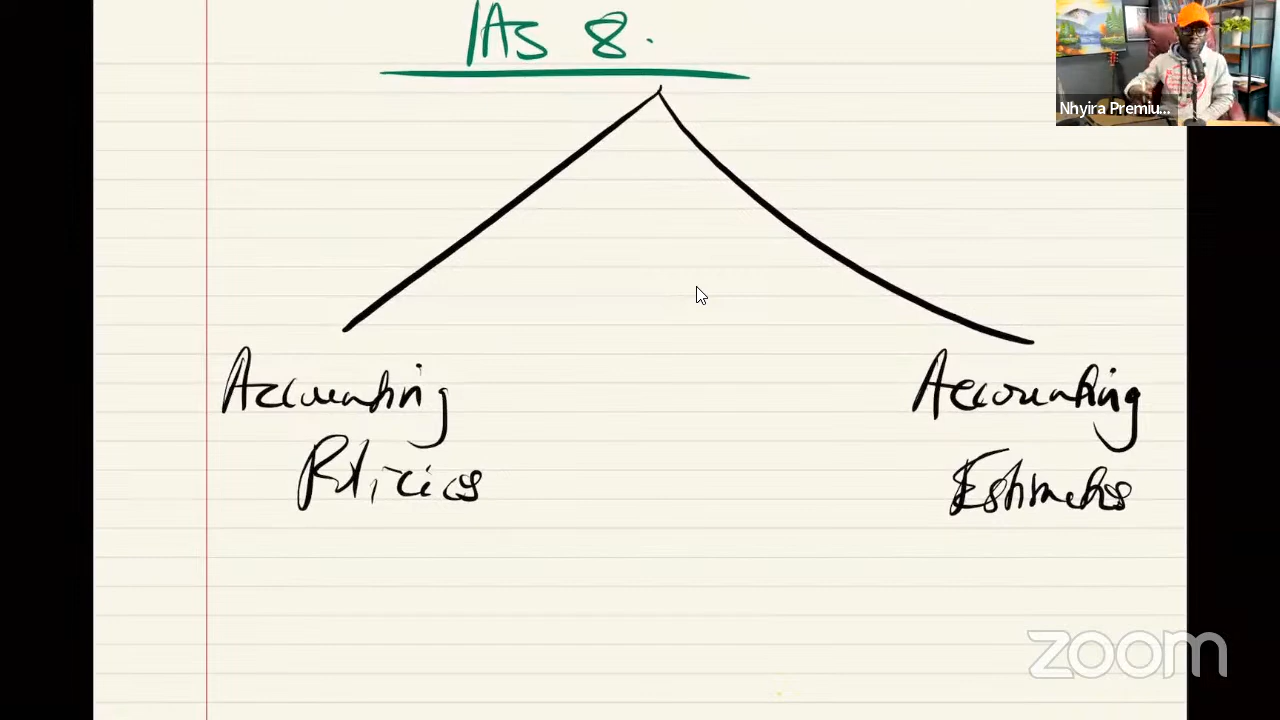 IAS 8.
Nhyira Premiu...
Accounting
Policies
Accounting
Estimates
zoom